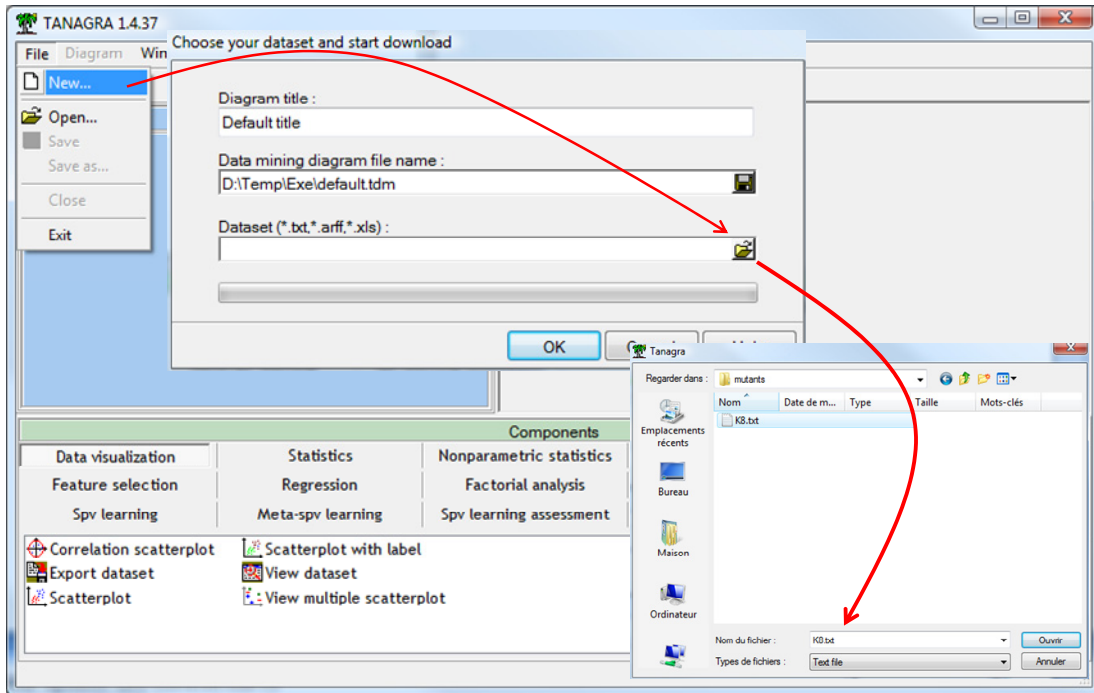 TANAGRA 1.4.37
File Diagram Win
Choose your dataset and start download
New...
Open...
Save
Save as...
Close
Exit
Diagram title :
Default title
Data mining diagram file name :
D:\Temp\Exe\default.tdm
Dataset (*.txt,*.arff,*.xls) :
OK
Tanagra
Regarder dans : mutants
Nom Date de m... Type Taille Mots-clés
K8.txt
Emplacements
récents
Bureau
Maison
Ordinateur
Nom du fichier : K8.txt Ouvrir
Types de fichiers : Text file Annuler
Components
Data visualization Statistics Nonparametric statistics
Feature selection Regression Factorial analysis
Spv learning Meta-spv learning Spv learning assessment
Correlation scatterplot Scatterplot with label
Export dataset View dataset
Scatterplot View multiple scatterplot